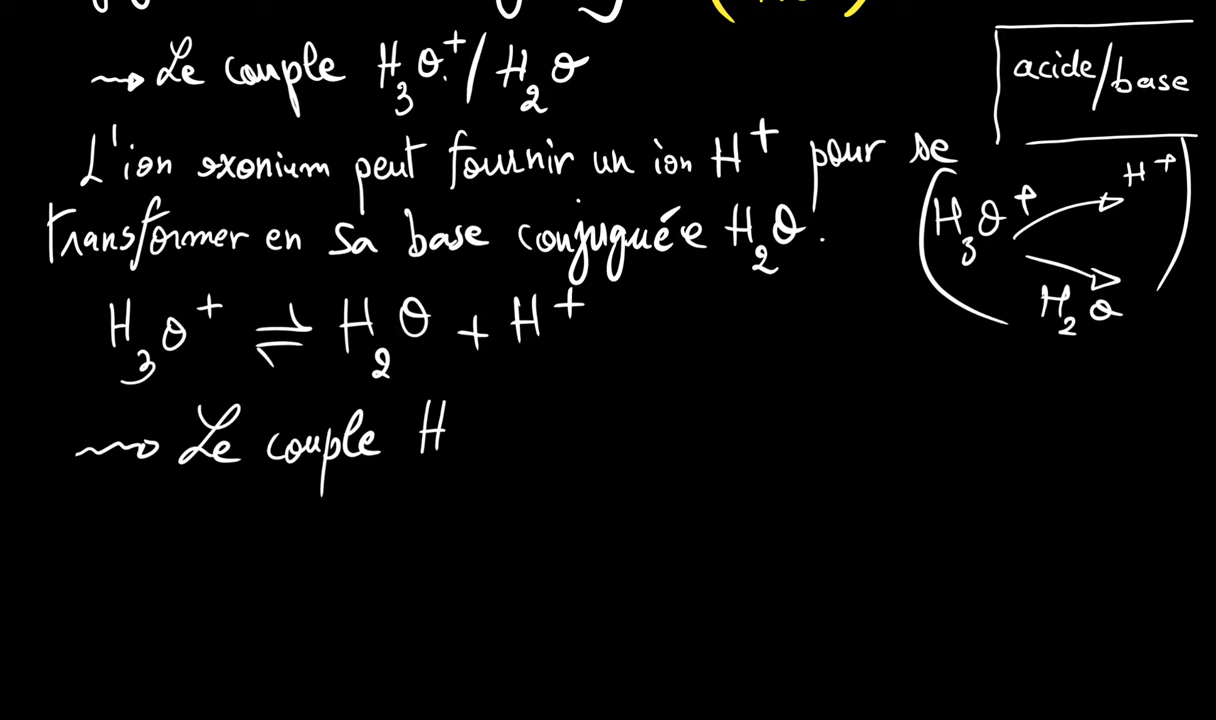 → Le couple H₃O⁺/H₂O
acide/base
L'ion oxonium peut fournir un ion H⁺ pour se
transformer en sa base conjuguée H₂O.
H₃O⁺ → H⁺
→ H₂O
H₃O⁺ ⇌ H₂O + H⁺
→ Le couple H